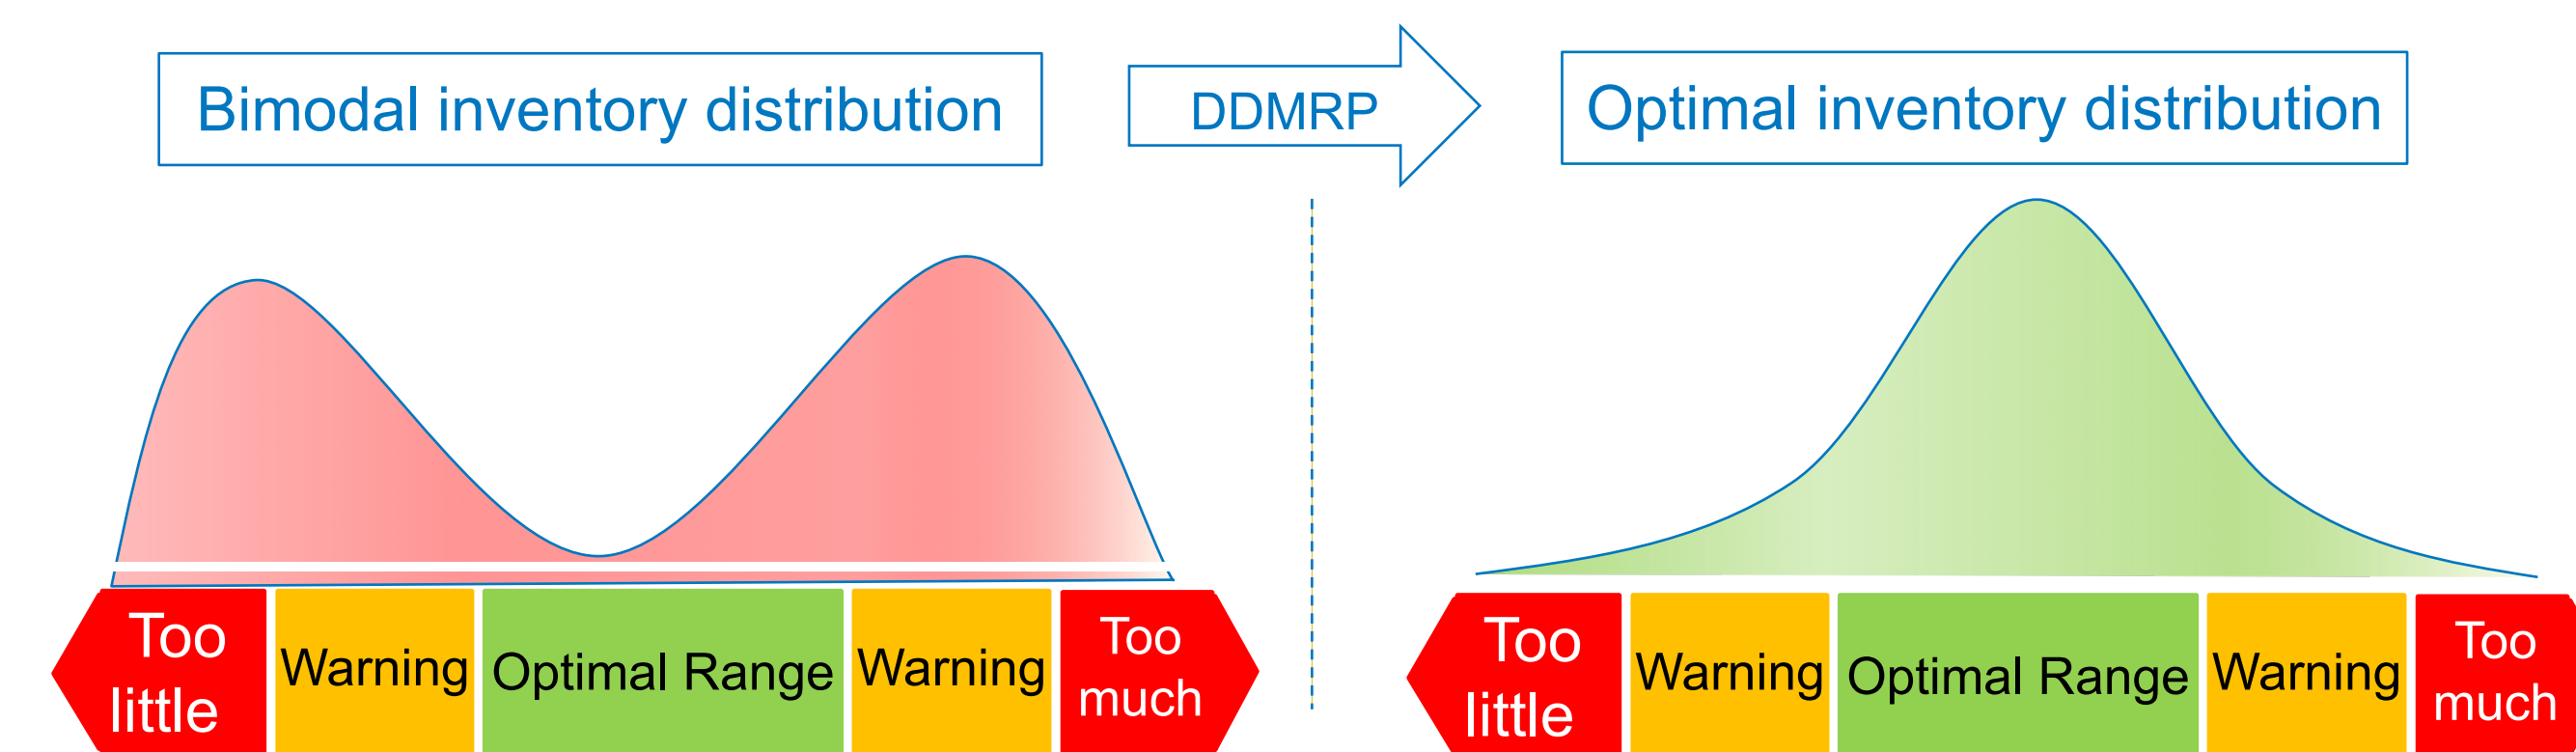 Bimodal inventory distribution
DDMRP
Optimal inventory distribution
Too
little
Warning
Optimal Range
Warning
Too
much
Too
little
Warning
Optimal Range
Warning
Too
much